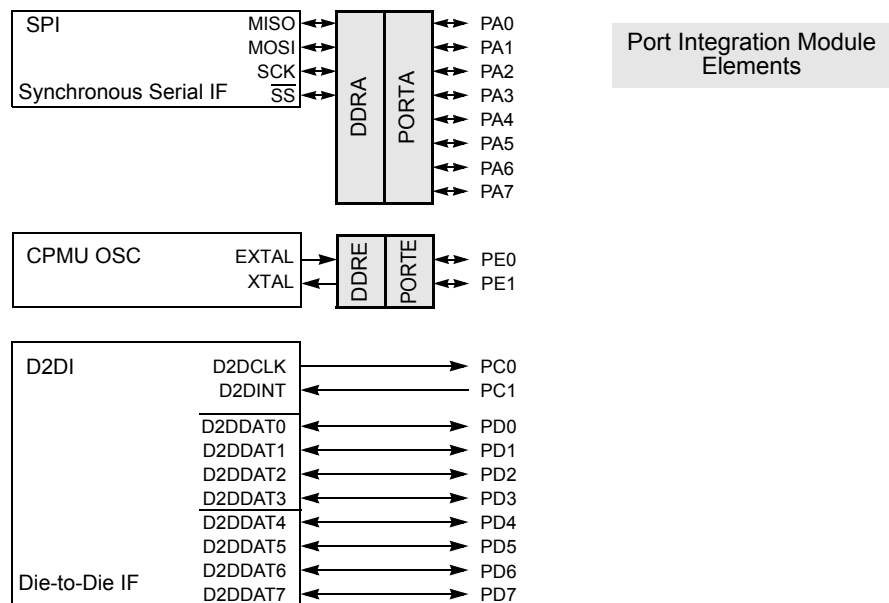 SPI
MISO
PA0
MOSI
PA1
SCK
PA2
Synchronous Serial IF
SS
PA3
PA4
PA5
PA6
PA7
DDRA
PORTA
Port Integration Module
Elements
CPMU OSC
EXTAL
PE0
XTAL
PE1
DDRE
PORTE
D2DI
D2DCLK
PC0
D2DINT
PC1
D2DDAT0
PD0
D2DDAT1
PD1
D2DDAT2
PD2
D2DDAT3
PD3
D2DDAT4
PD4
D2DDAT5
PD5
D2DDAT6
PD6
Die-to-Die IF
D2DDAT7
PD7